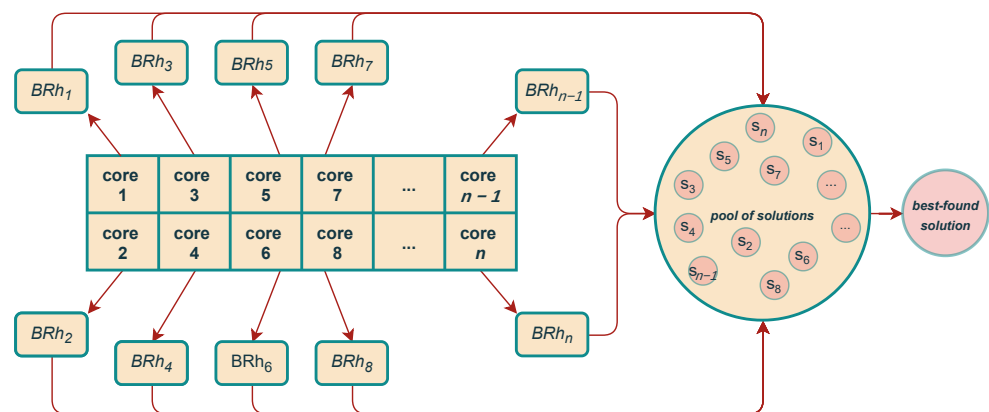 BRh₁
BRh₃
BRh5
BRh₇
BRhₙ₋₁
core
1
core
3
core
5
core
7
...
core
n – 1
core
2
core
4
core
6
core
8
...
core
n
BRh₂
BRh₄
BRh₆
BRh₈
BRhₙ
sₙ
s₁
s₅
s₇
s₃
...
pool of solutions
s₄
s₂
...
s₆
sₙ₋₁
s₈
best-found
solution